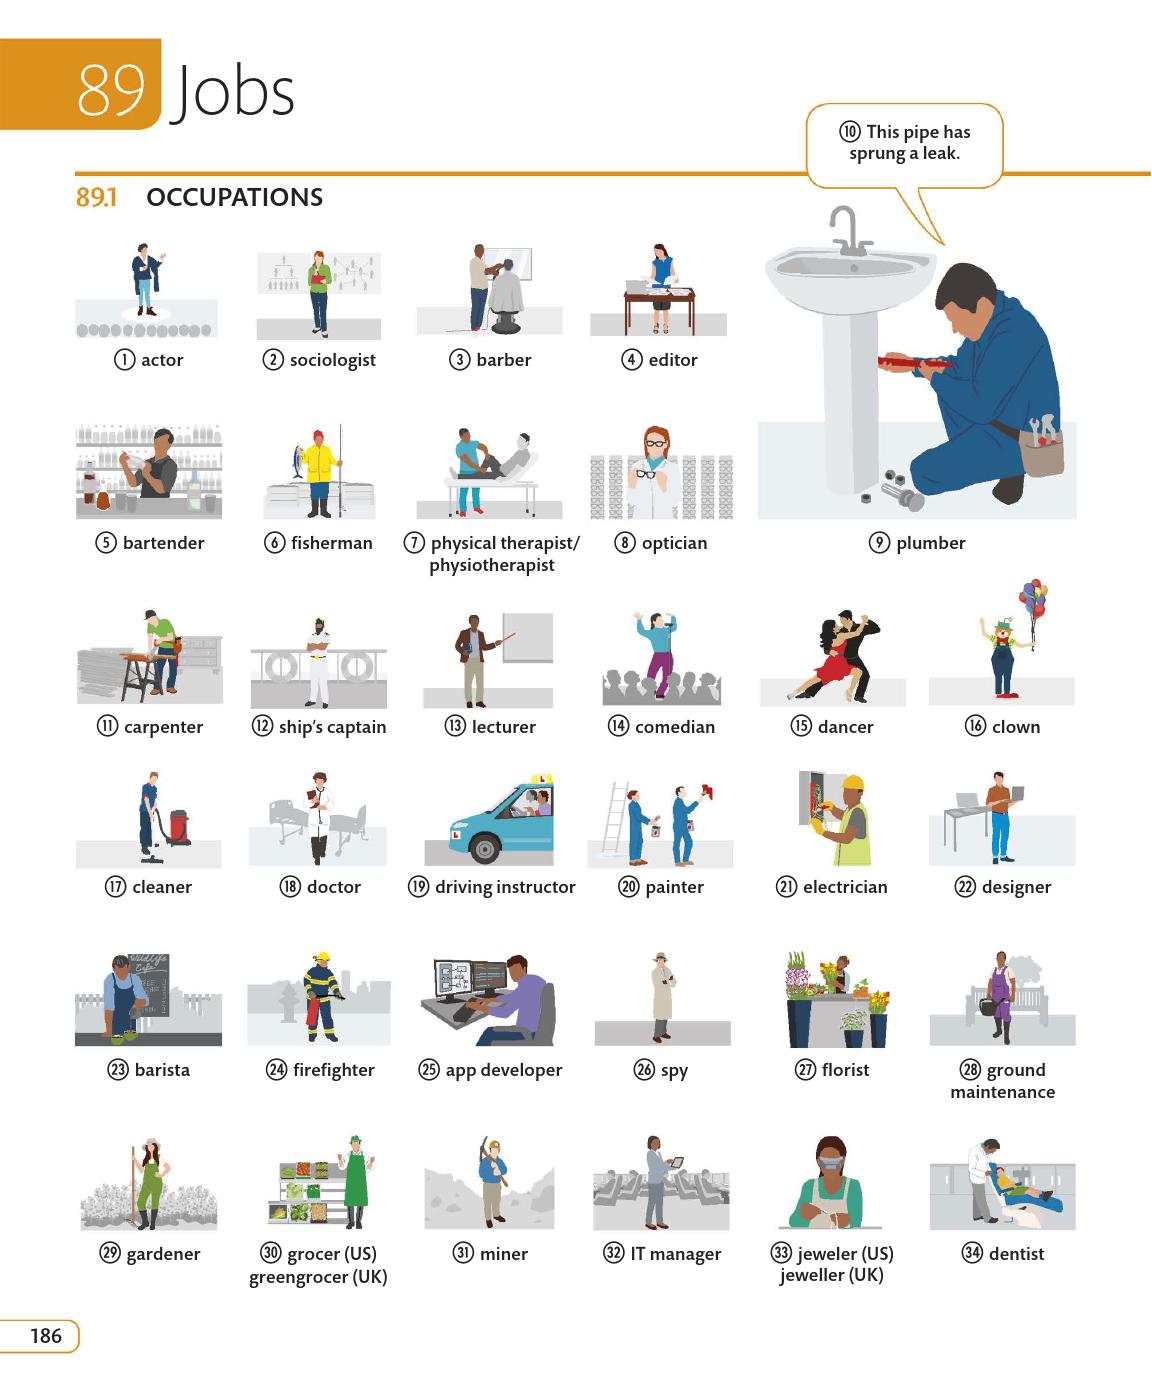 89 Jobs
⑩ This pipe has
sprung a leak.
89.1 OCCUPATIONS
① actor
② sociologist
③ barber
④ editor
⑤ bartender
⑥ fisherman
⑦ physical therapist/
physiotherapist
⑧ optician
⑨ plumber
⑪ carpenter
⑫ ship's captain
⑬ lecturer
⑭ comedian
⑮ dancer
⑯ clown
⑰ cleaner
⑱ doctor
⑲ driving instructor
⑳ painter
㉑ electrician
㉒ designer
L
L
Wildlife
Cafe
㉓ barista
㉔ firefighter
㉕ app developer
㉖ spy
㉗ florist
㉘ ground
maintenance
㉙ gardener
㉚ grocer (US)
greengrocer (UK)
㉛ miner
㉜ IT manager
㉝ jeweler (US)
jeweller (UK)
㉞ dentist
186